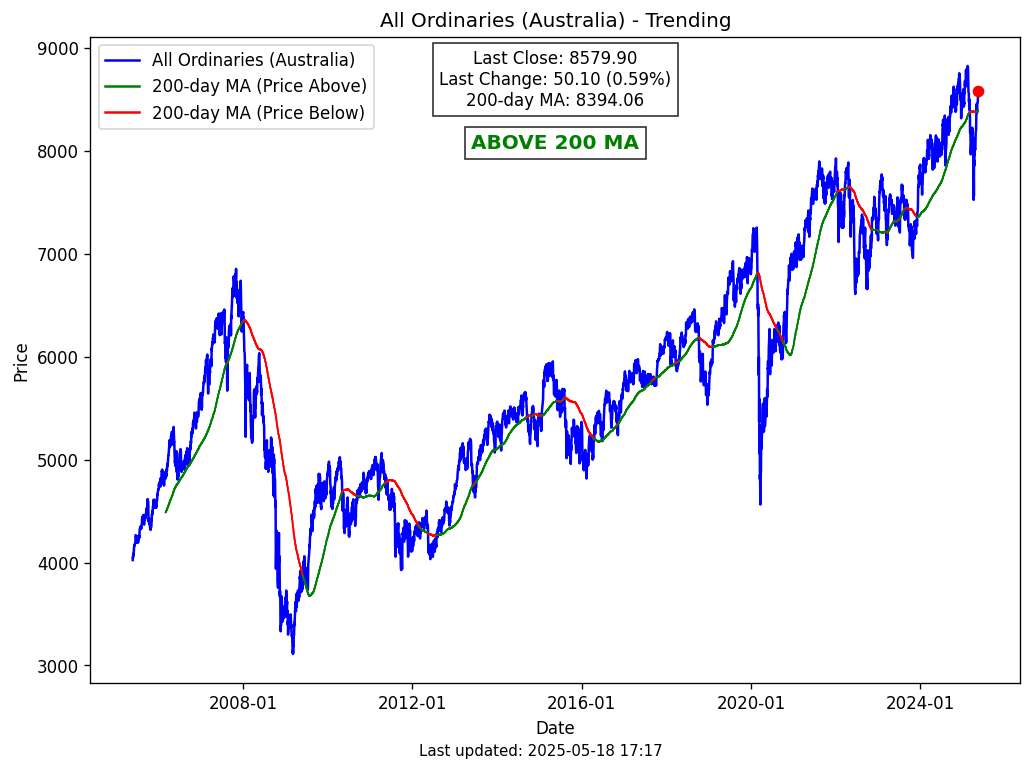 All Ordinaries (Australia) - Trending
All Ordinaries (Australia)
200-day MA (Price Above)
200-day MA (Price Below)
Last Close: 8579.90
Last Change: 50.10 (0.59%)
200-day MA: 8394.06
ABOVE 200 MA
9000
8000
7000
6000
5000
4000
3000
Price
2008-01
2012-01
2016-01
2020-01
2024-01
Date
Last updated: 2025-05-18 17:17